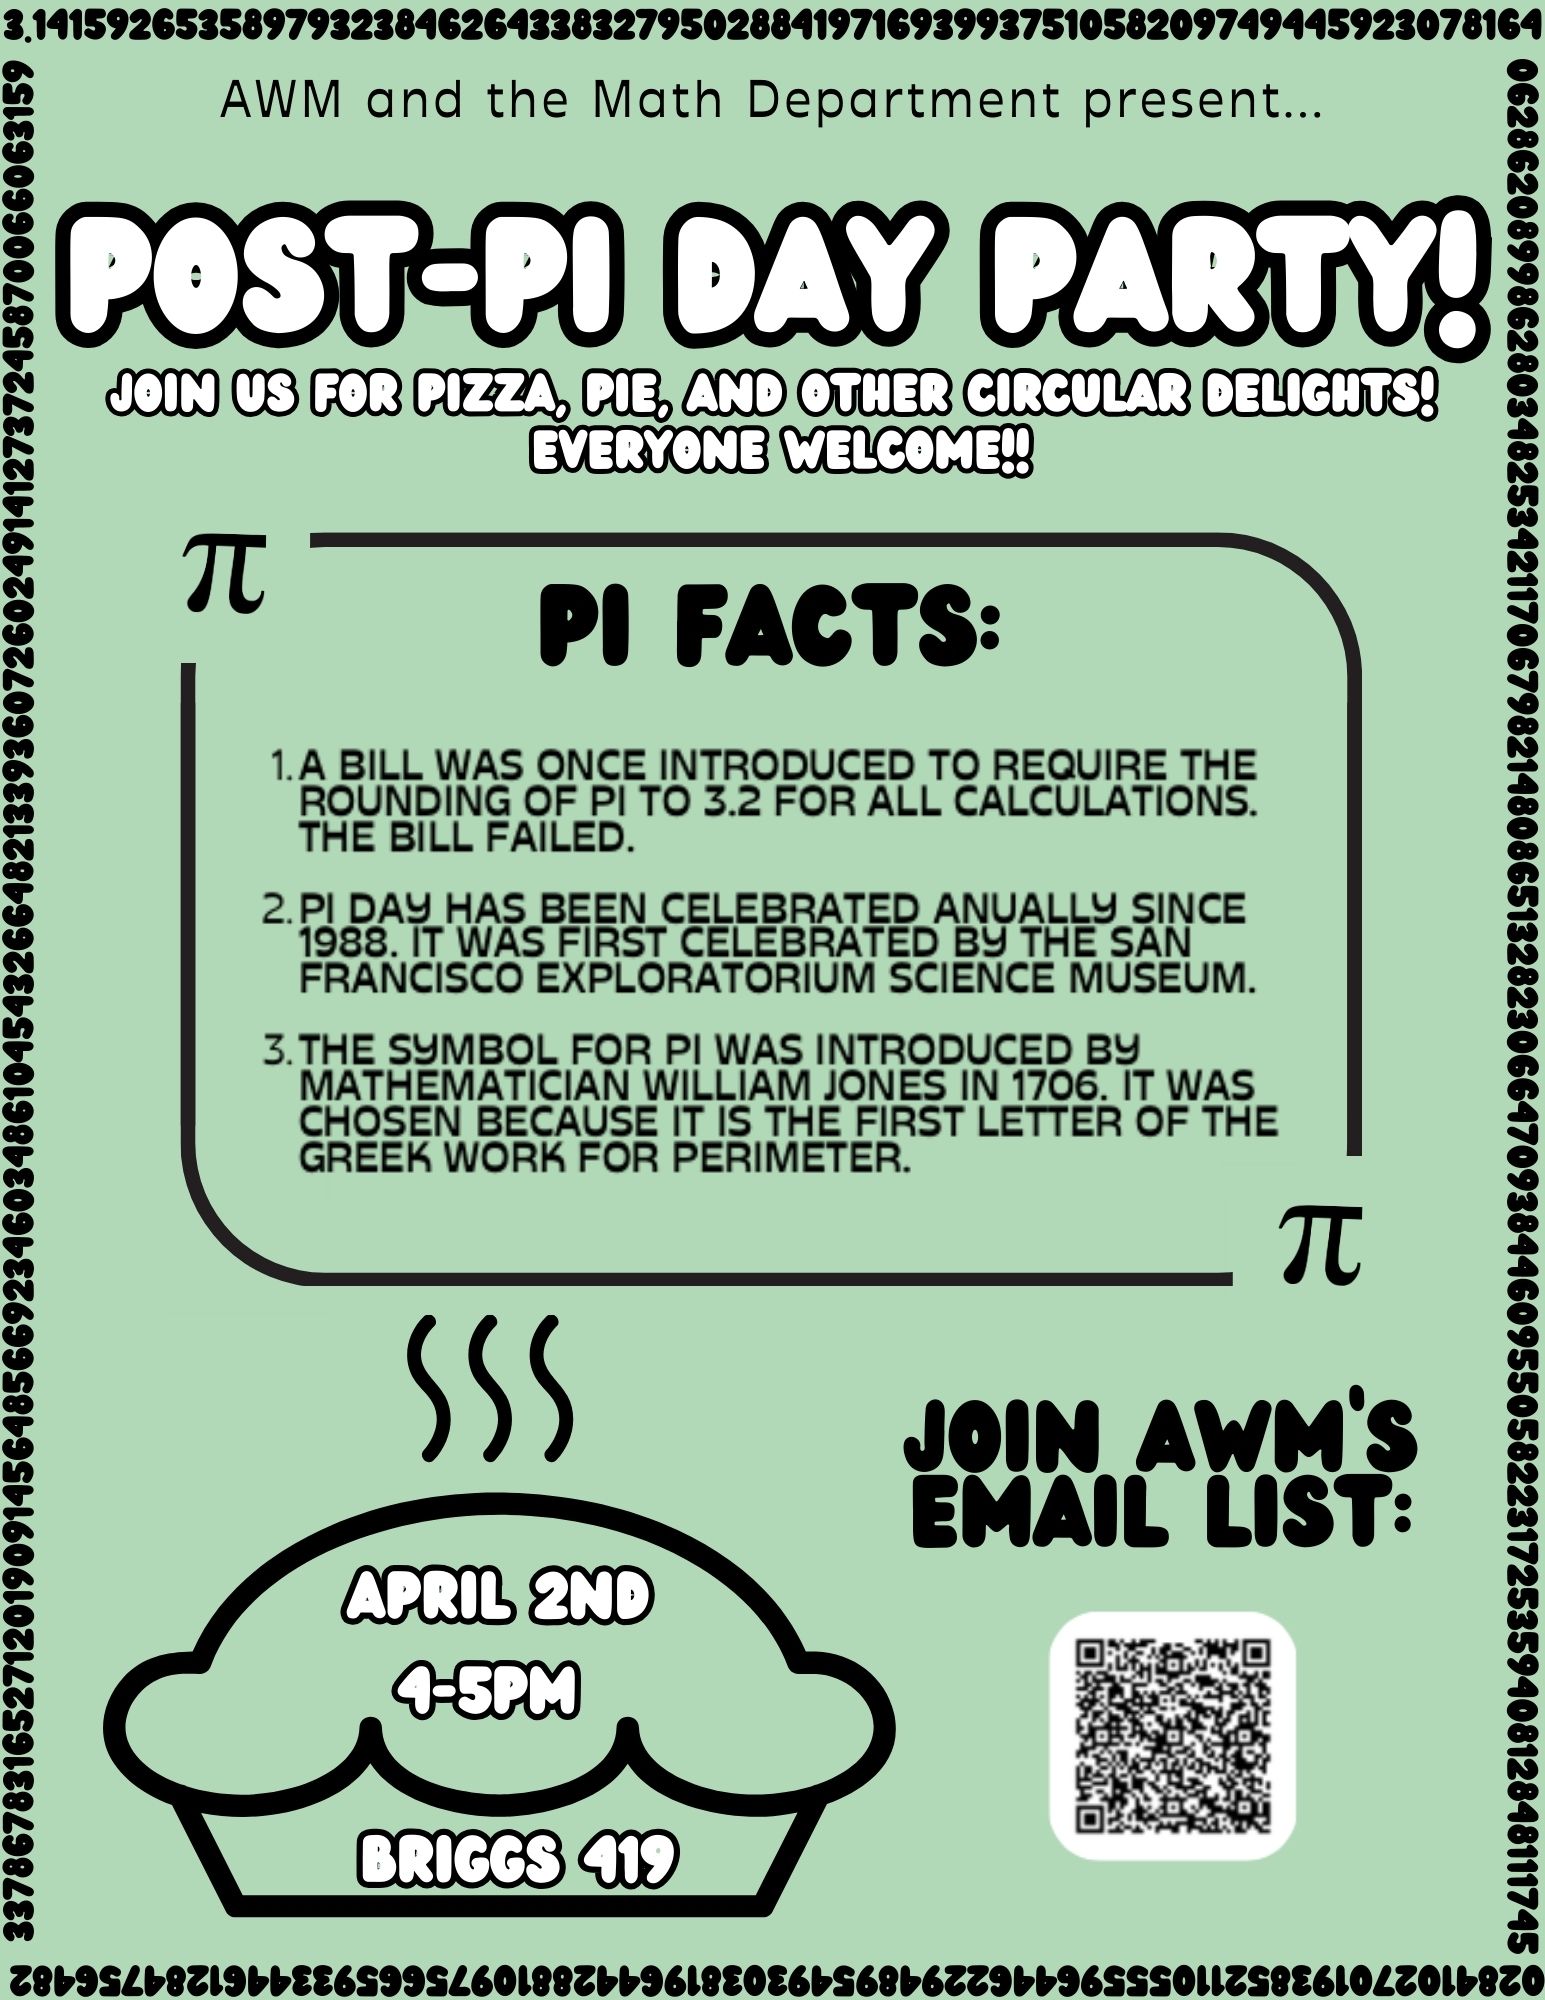 3.1415926535897932384626433832795028841971693993751058209749445923078164
AWM and the Math Department present...
POST-PI DAY PARTY!
JOIN US FOR PIZZA, PIE, AND OTHER CIRCULAR DELIGHTS!
EVERYONE WELCOME!!
π
PI FACTS:
1. A BILL WAS ONCE INTRODUCED TO REQUIRE THE
ROUNDING OF PI TO 3.2 FOR ALL CALCULATIONS.
THE BILL FAILED.
2. PI DAY HAS BEEN CELEBRATED ANUALLY SINCE
1988. IT WAS FIRST CELEBRATED BY THE SAN
FRANCISCO EXPLORATORIUM SCIENCE MUSEUM.
3. THE SYMBOL FOR PI WAS INTRODUCED BY
MATHEMATICIAN WILLIAM JONES IN 1706. IT WAS
CHOSEN BECAUSE IT IS THE FIRST LETTER OF THE
GREEK WORK FOR PERIMETER.
π
JOIN AWM'S
EMAIL LIST:
APRIL 2ND
4-5PM
BRIGGS 419
0628620899862803482534211706798214808651328230664709384460955058223172535940812848111745
02841027019385211055596446229489549303819644288109756659334461284756482
3378678316527120190914564856692346034861045432664821339360726024914127372458700660631559